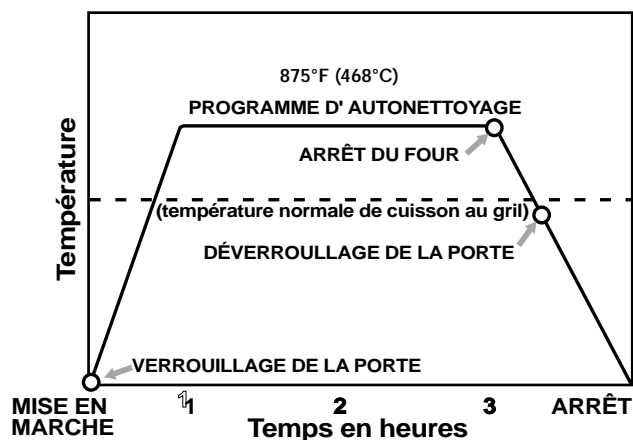 875°F (468°C)
PROGRAMME D' AUTONETTOYAGE
ARRÊT DU FOUR
Température
(température normale de cuisson au gril)
DÉVERROULLAGE DE LA PORTE
VERROUILLAGE DE LA PORTE
MISE EN
MARCHE
1 2 3 ARRÊT
Temps en heures